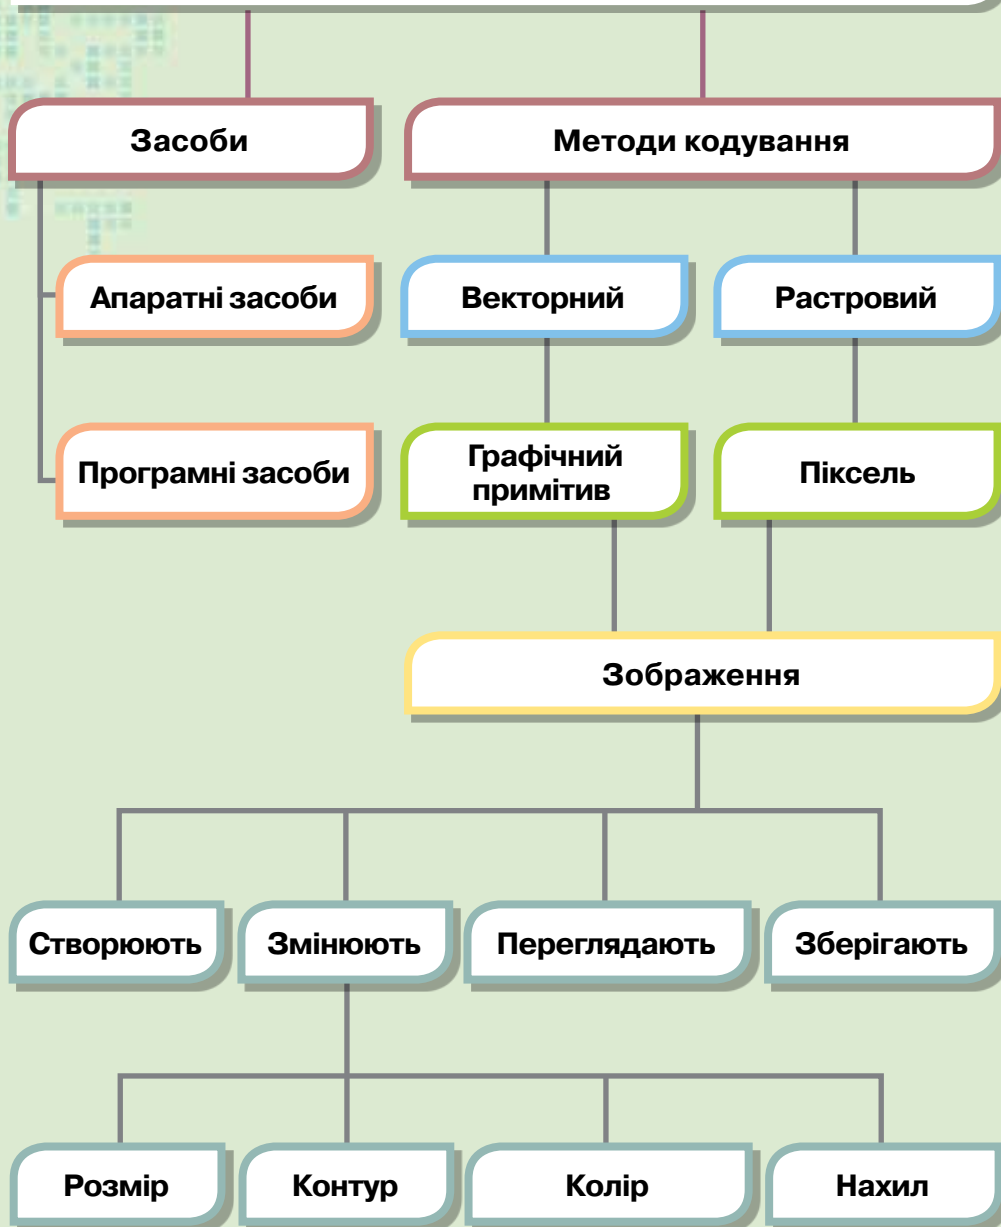 Засоби
Методи кодування
Апаратні засоби
Векторний
Растровий
Програмні засоби
Графічний
примітив
Піксель
Зображення
Створюють
Змінюють
Переглядають
Зберігають
Розмір
Контур
Колір
Нахил